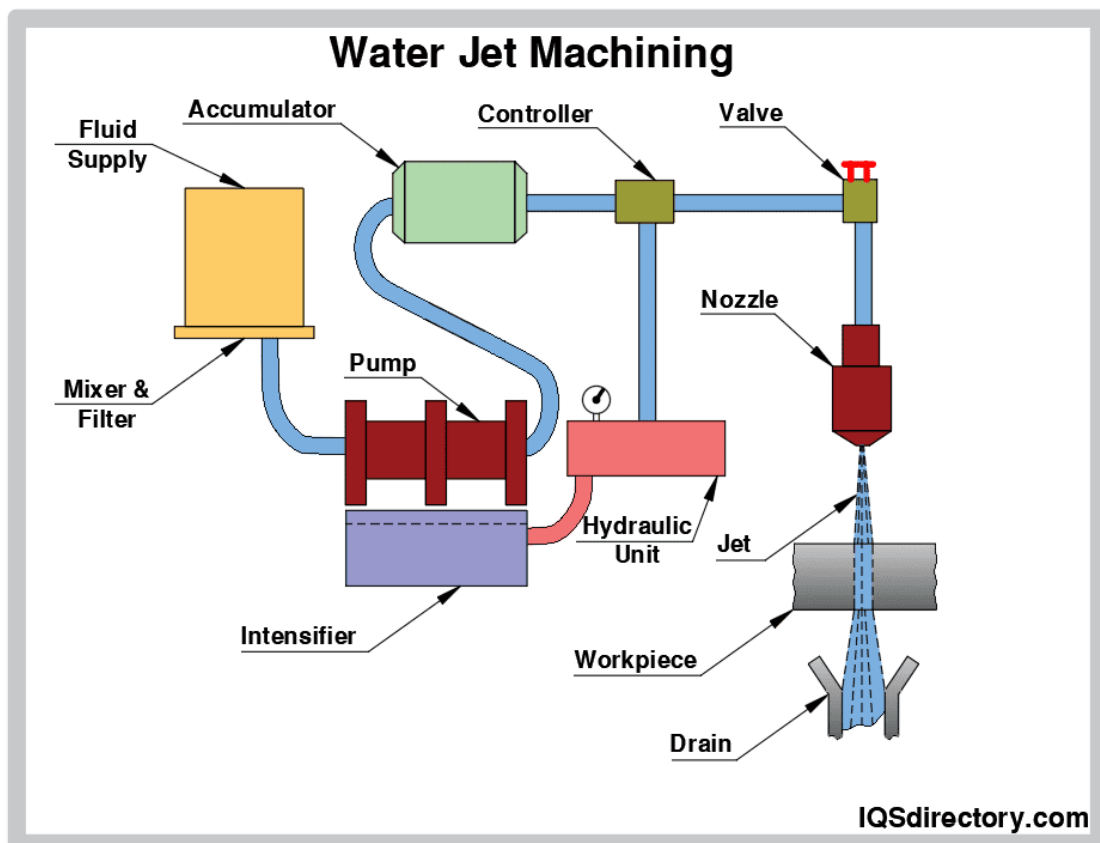 Water Jet Machining
Accumulator
Controller
Valve
Fluid
Supply
Nozzle
Pump
Mixer &
Filter
Hydraulic
Unit
Jet
Intensifier
Workpiece
Drain
IQSdirectory.com